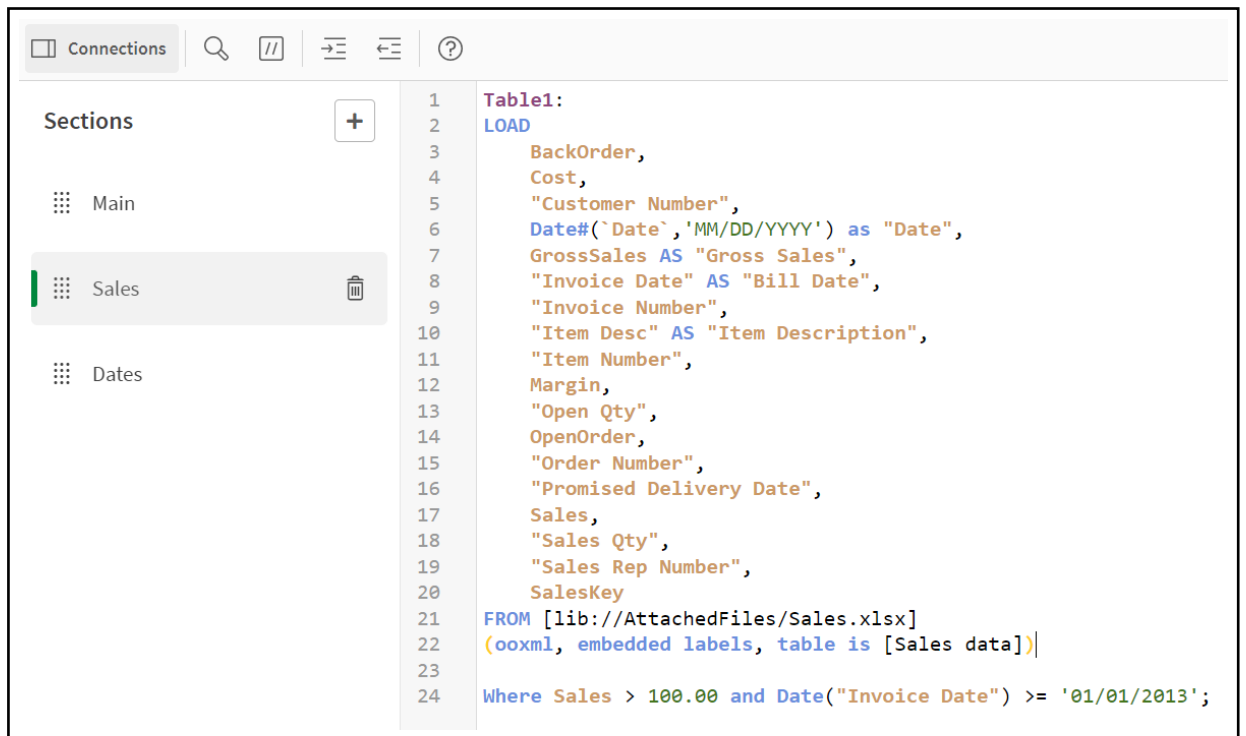 Connections
Sections
Main
Sales
Dates
1 Table1:
2 LOAD
3 BackOrder,
4 Cost,
5 "Customer Number",
6 Date#(`Date`,'MM/DD/YYYY') as "Date",
7 GrossSales AS "Gross Sales",
8 "Invoice Date" AS "Bill Date",
9 "Invoice Number",
10 "Item Desc" AS "Item Description",
11 "Item Number",
12 Margin,
13 "Open Qty",
14 OpenOrder,
15 "Order Number",
16 "Promised Delivery Date",
17 Sales,
18 "Sales Qty",
19 "Sales Rep Number",
20 SalesKey
21 FROM [lib://AttachedFiles/Sales.xlsx]
22 (ooxml, embedded labels, table is [Sales data])
23
24 Where Sales > 100.00 and Date("Invoice Date") >= '01/01/2013';